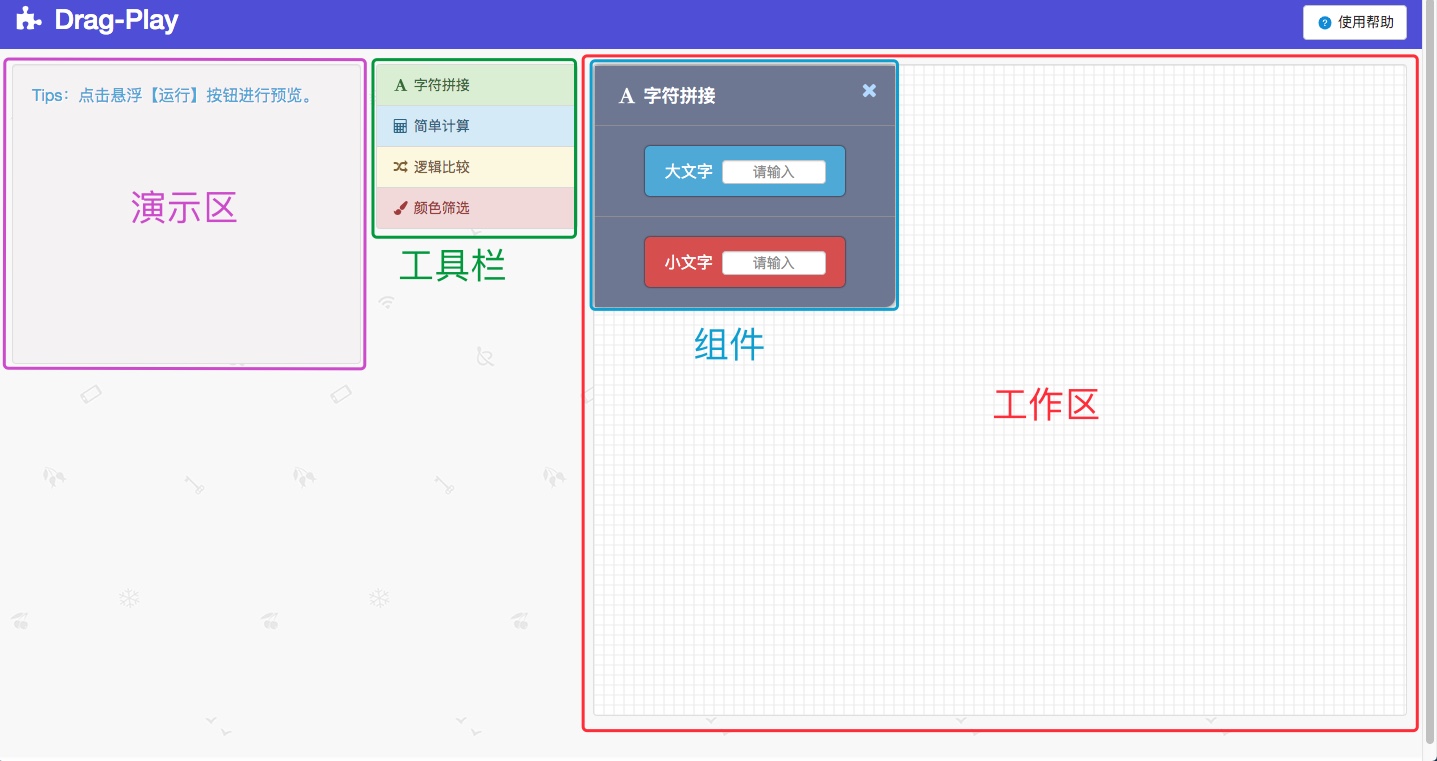 Drag-Play
使用帮助
Tips：点击悬浮【运行】按钮进行预览。
演示区
字符拼接
简单计算
逻辑比较
颜色筛选
工具栏
字符拼接
大文字 请输入
小文字 请输入
组件
工作区